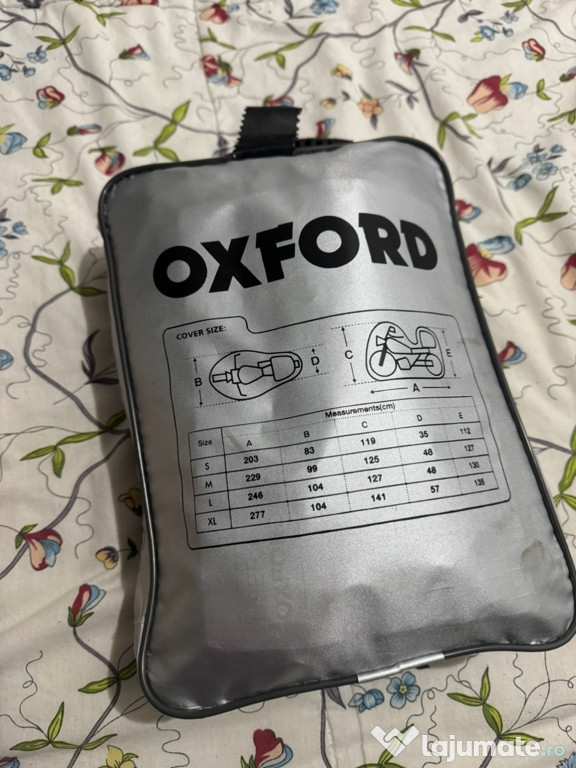 OXFORD
COVER SIZE:
B
D
C
E
A
Measurements(cm)
Size A B C D E
S 203 83 119 35 112
M 229 99 125 48 127
L 246 104 127 48 130
XL 277 104 141 57 135
lajumate.ro